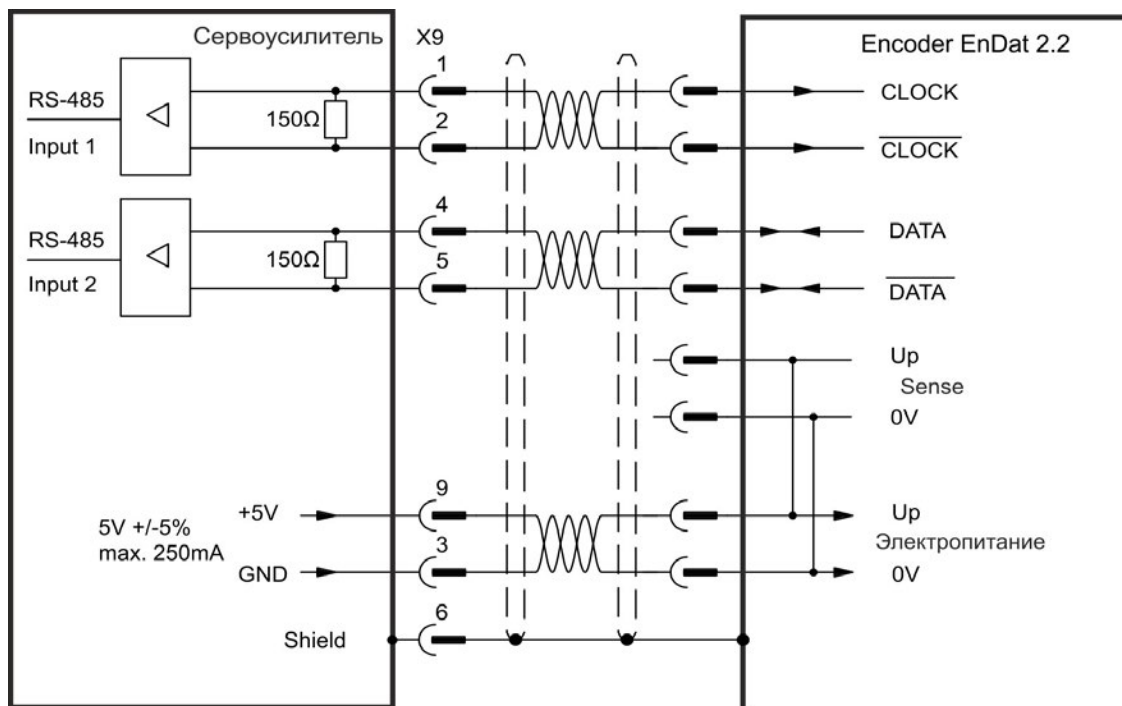 Сервоусилитель
X9
Encoder EnDat 2.2
RS-485
Input 1
150Ω
1
2
CLOCK
CLOCK
RS-485
Input 2
150Ω
4
5
DATA
DATA
Up
Sense
0V
5V +/-5%
max. 250mA
+5V
GND
9
3
Up
Электропитание
0V
Shield
6